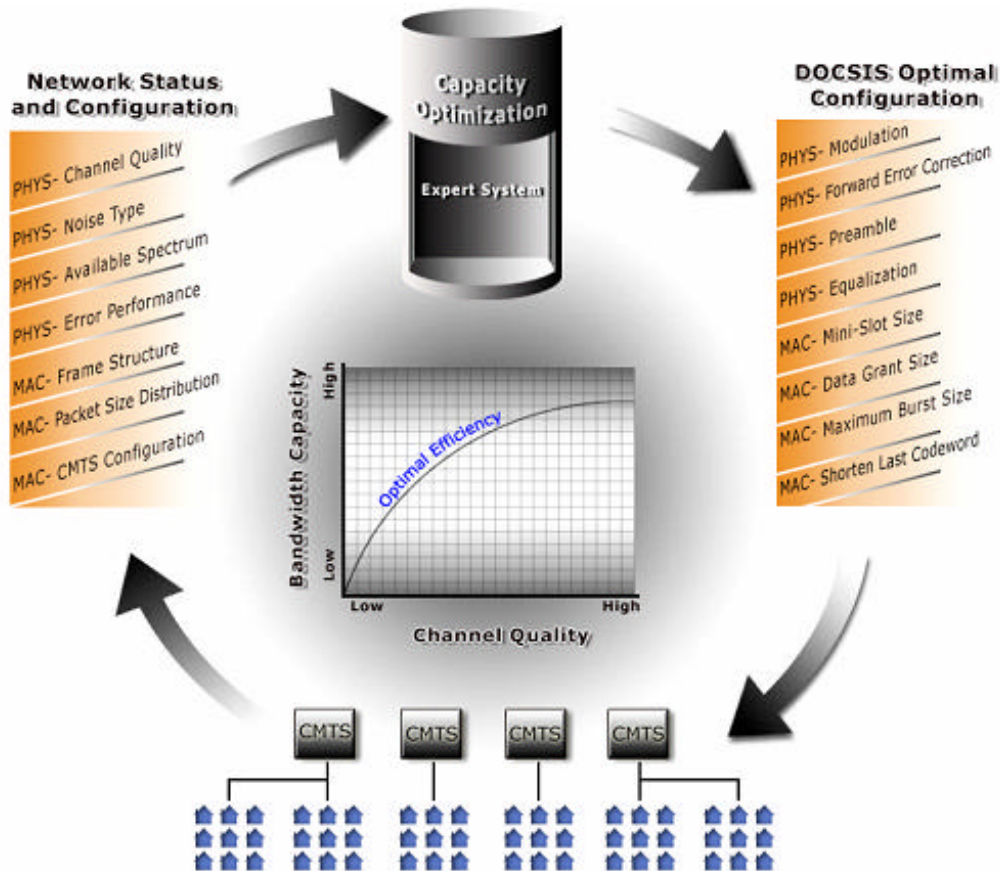 Network Status
and Configuration
PHYS- Channel Quality
PHYS- Noise Type
PHYS- Available Spectrum
PHYS- Error Performance
MAC- Frame Structure
MAC- Packet Size Distribution
MAC- CMTS Configuration
Capacity
Optimization
Expert System
DOCSIS Optimal
Configuration
PHYS- Modulation
PHYS- Forward Error Correction
PHYS- Preamble
PHYS- Equalization
MAC- Mini-Slot Size
MAC- Data Grant Size
MAC- Maximum Burst Size
MAC- Shorten Last Codeword
Bandwidth Capacity
High
Low
Optimal Efficiency
Low
High
Channel Quality
CMTS
CMTS
CMTS
CMTS